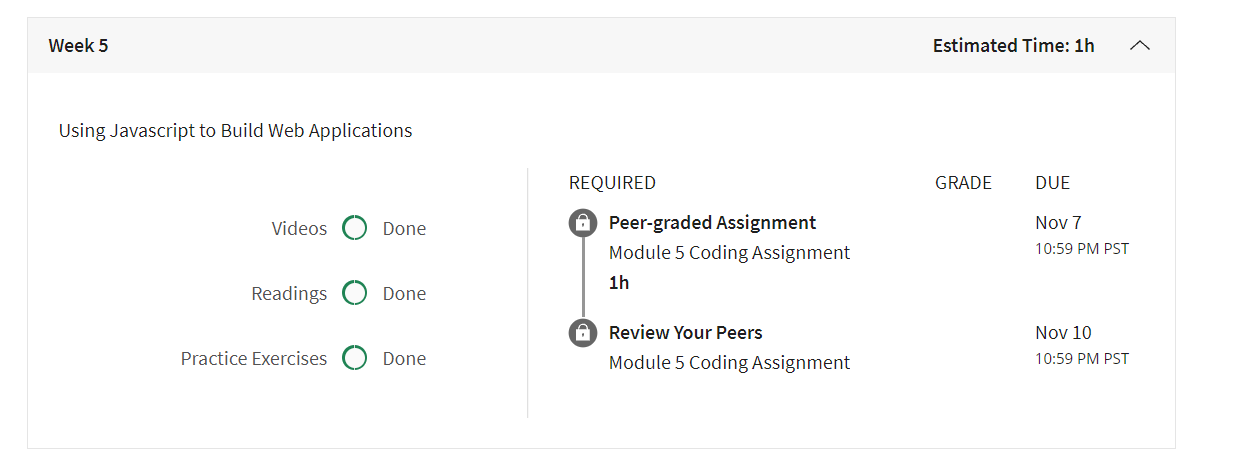 Week 5
Estimated Time: 1h
Using Javascript to Build Web Applications
Videos Done
Readings Done
Practice Exercises Done
REQUIRED GRADE DUE
Peer-graded Assignment Nov 7
Module 5 Coding Assignment 10:59 PM PST
1h
Review Your Peers Nov 10
Module 5 Coding Assignment 10:59 PM PST